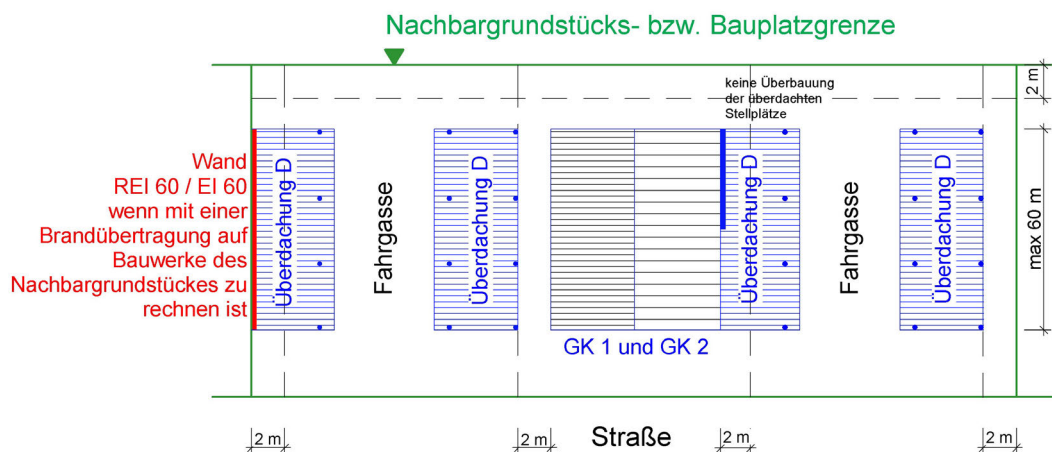 Nachbargrundstücks- bzw. Bauplatzgrenze
keine Überbauung
der überdachten
Stellplätze
2 m
Wand
REI 60 / EI 60
wenn mit einer
Brandübertragung auf
Bauwerke des
Nachbargrundstückes zu
rechnen ist
Überdachung D
Fahrgasse
Überdachung D
GK 1 und GK 2
Überdachung D
Fahrgasse
Überdachung D
max 60 m
2 m
2 m
Straße
2 m
2 m